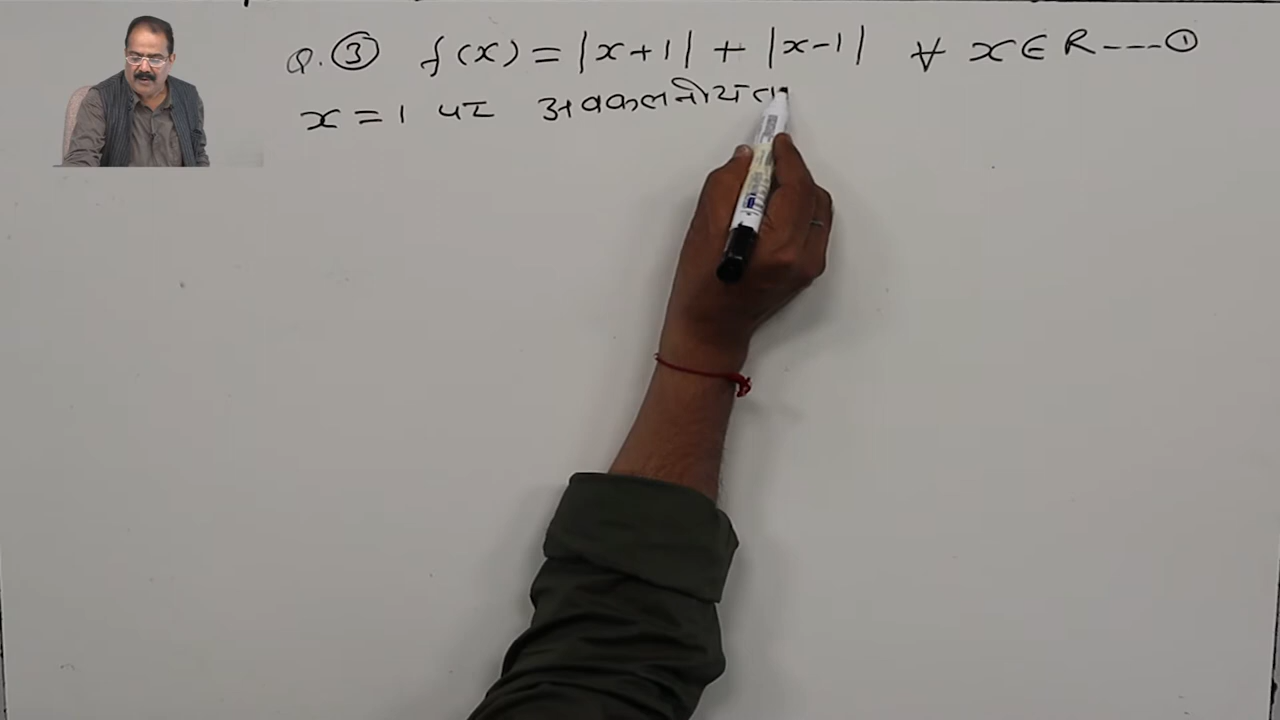 Q. ③ f(x) = |x+1| + |x-1| ∀ x∈R---①
x = 1 पर अवकलनीयता